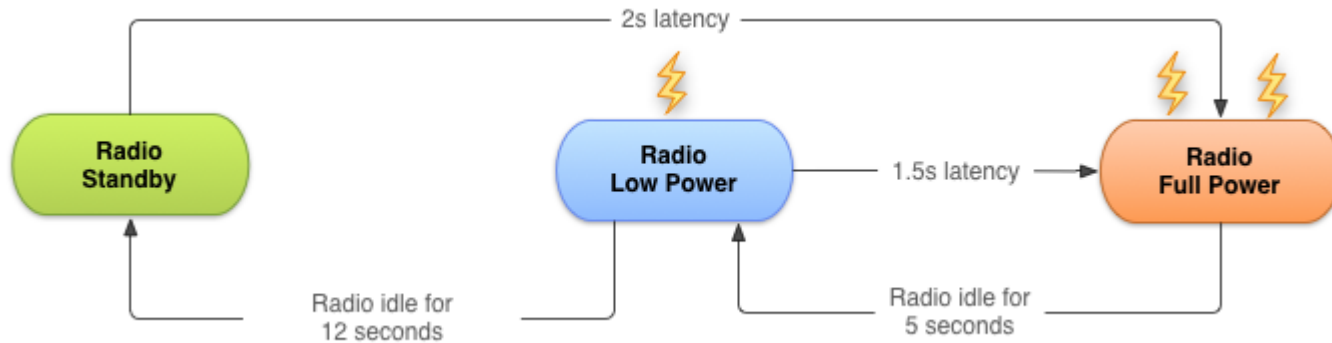 2s latency
Radio
Standby
Radio
Low Power
1.5s latency
Radio
Full Power
Radio idle for
12 seconds
Radio idle for
5 seconds